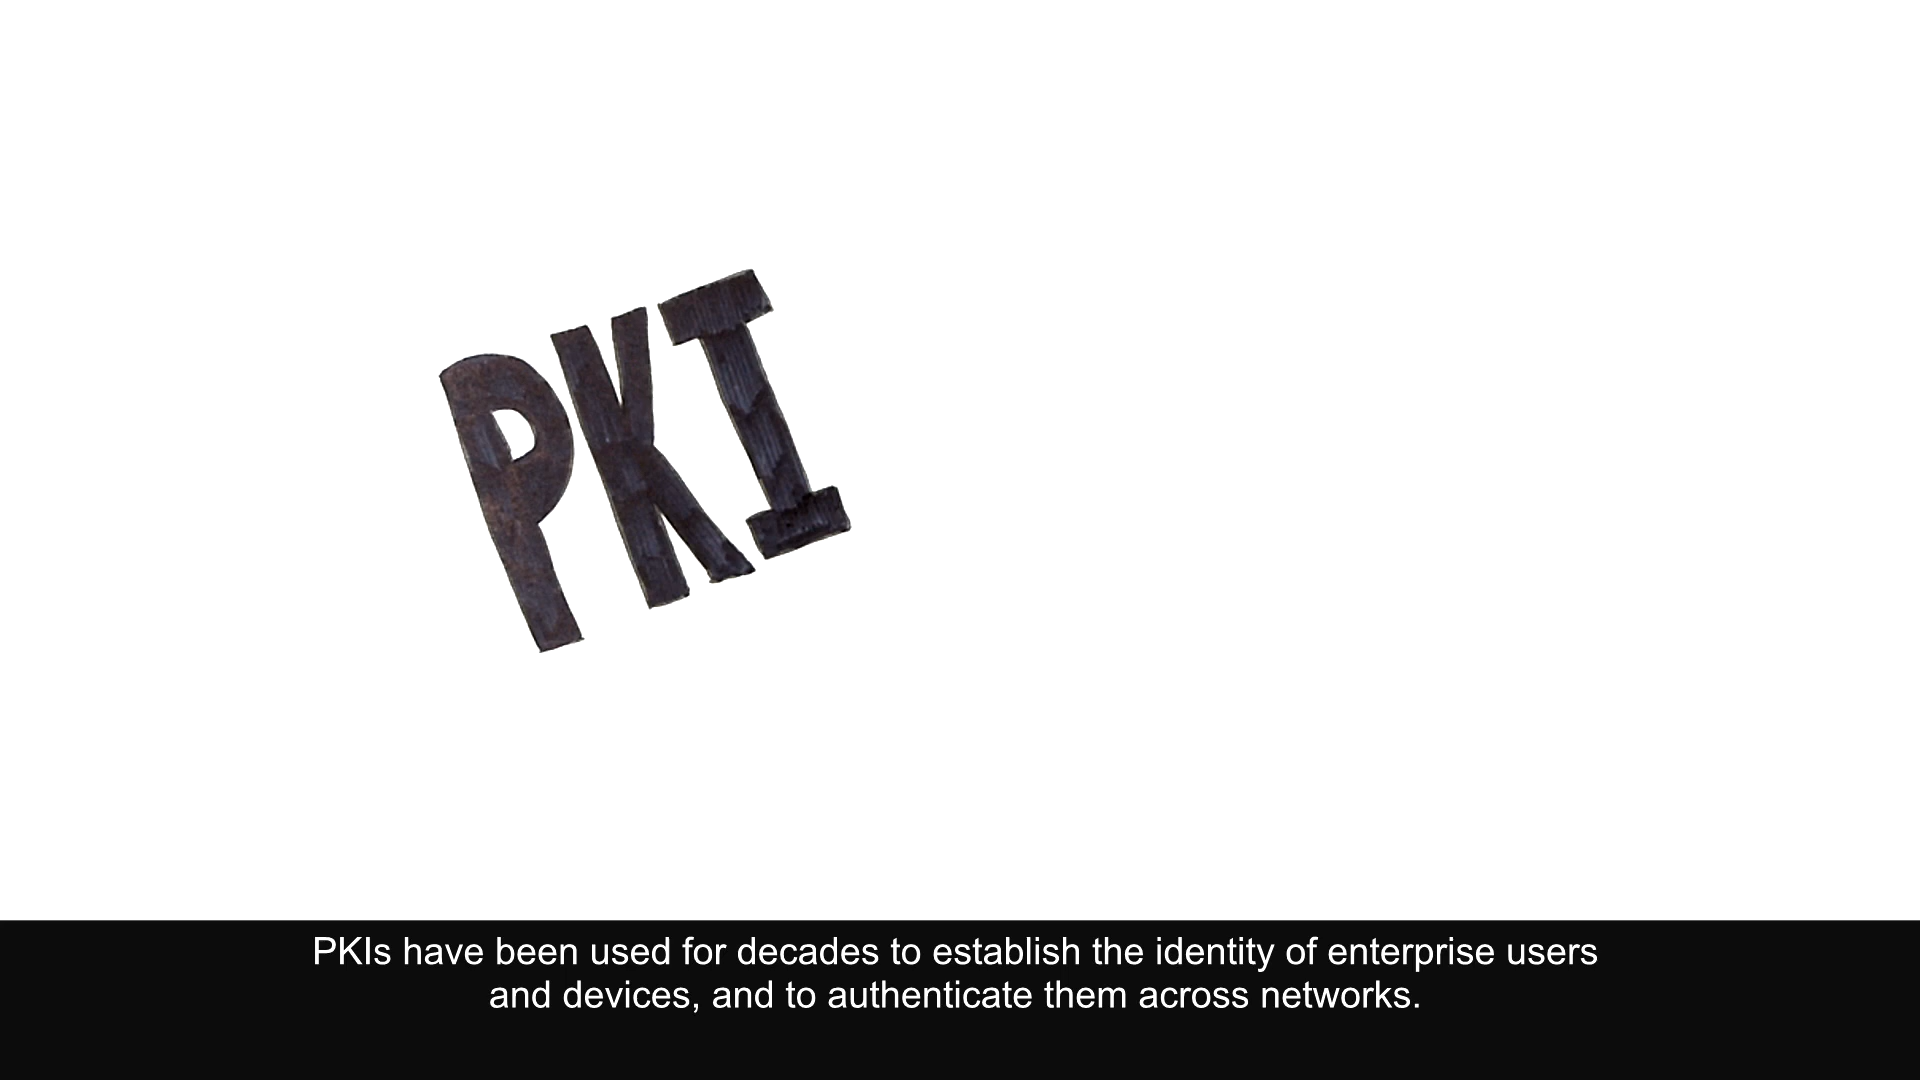 PKI
PKIs have been used for decades to establish the identity of enterprise users
and devices, and to authenticate them across networks.